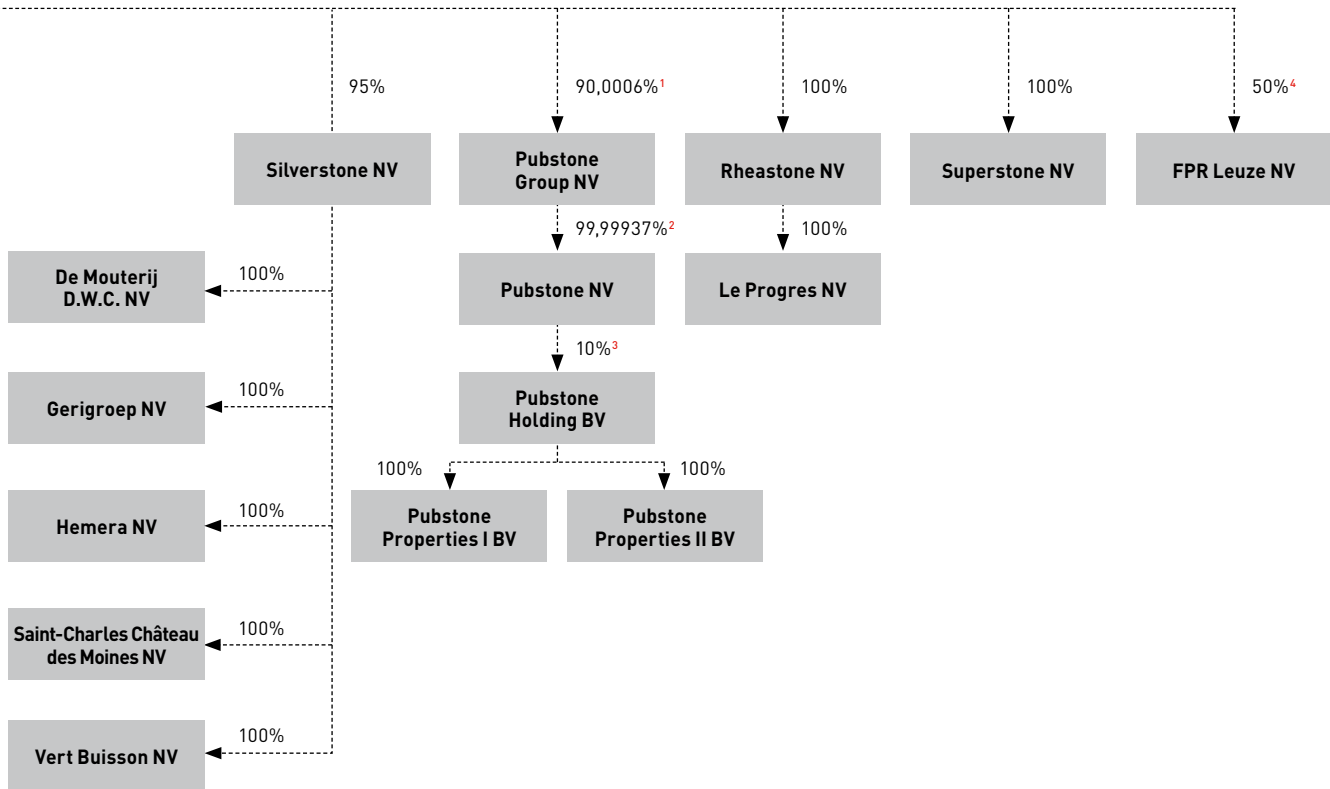 95%
90,0006%1
100%
100%
50%4
Silverstone NV
Pubstone
Group NV
Rheastone NV
Superstone NV
FPR Leuze NV
99,99937%2
100%
De Mouterij
D.W.C. NV
100%
Pubstone NV
Le Progres NV
10%3
Gerigroep NV
100%
Pubstone
Holding BV
100%
100%
Hemera NV
100%
Pubstone
Properties I BV
Pubstone
Properties II BV
Saint-Charles Château
des Moines NV
100%
Vert Buisson NV
100%